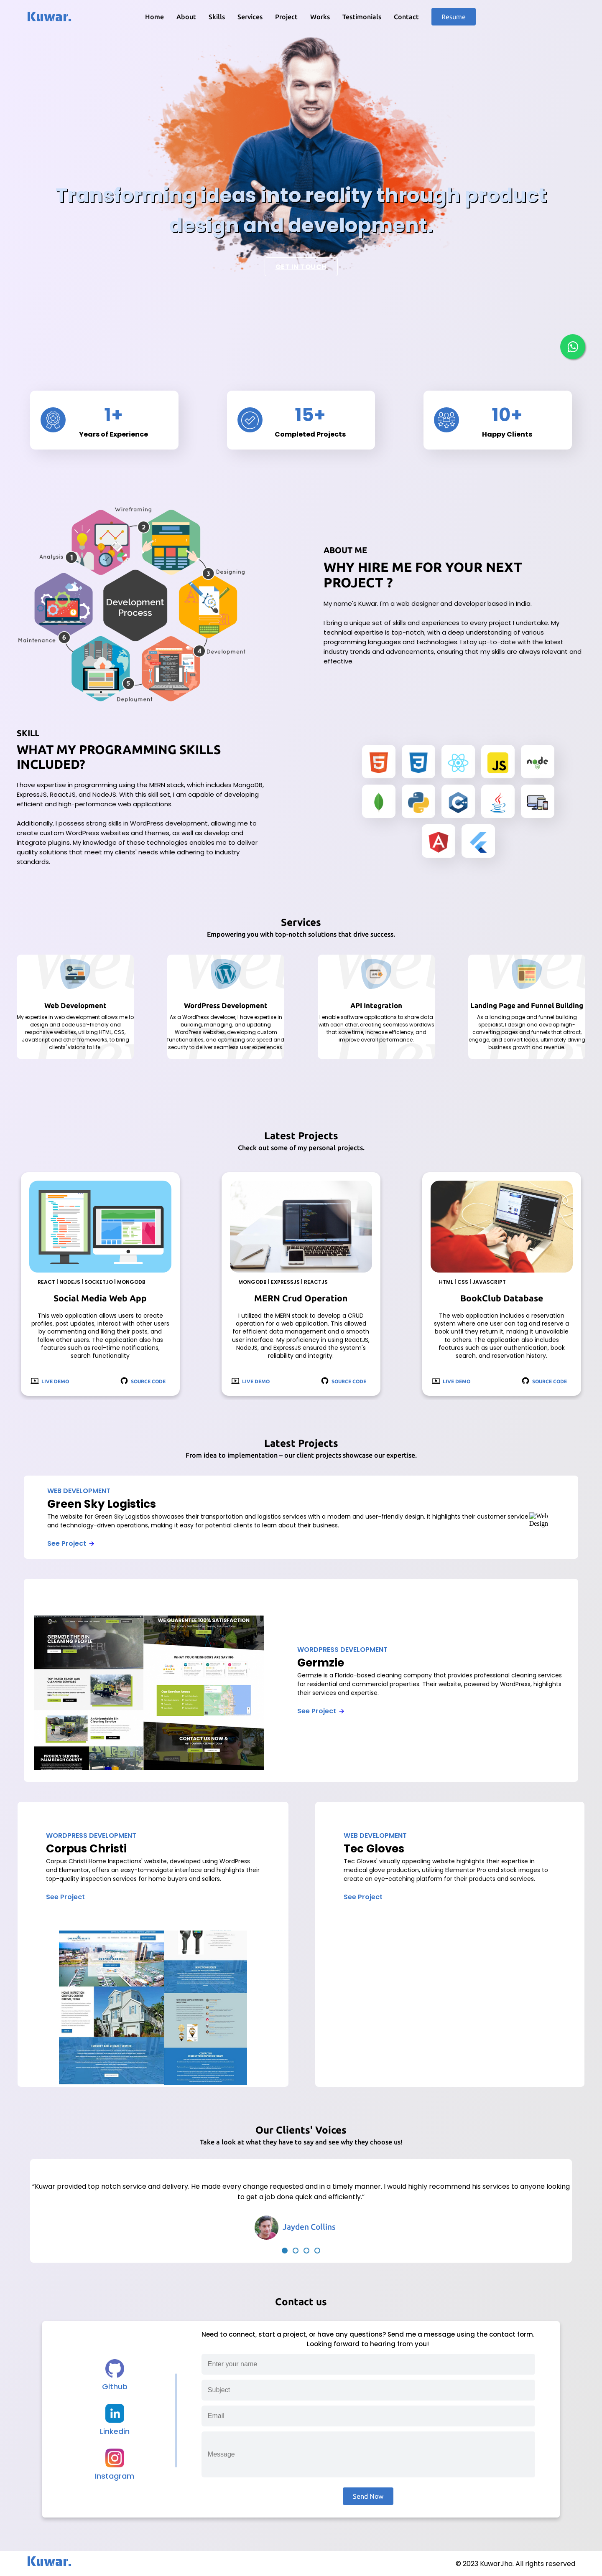 Kuwar.
Home About Skills Services Project Works Testimonials Contact Resume
Transforming ideas into reality through product
design and development.
GET IN TOUCH
1+
Years of Experience
15+
Completed Projects
10+
Happy Clients
Wireframing
Analysis
Designing
Development Process
Maintenance
Development
Deployment
1
2
3
4
5
6
ABOUT ME
WHY HIRE ME FOR YOUR NEXT
PROJECT ?
My name's Kuwar. I'm a web designer and developer based in India.
I bring a unique set of skills and experiences to every project I undertake. My
technical expertise is top-notch, with a deep understanding of various
programming languages and technologies. I stay up-to-date with the latest
industry trends and advancements, ensuring that my skills are always relevant and
effective.
SKILL
WHAT MY PROGRAMMING SKILLS
INCLUDED?
I have expertise in programming using the MERN stack, which includes MongoDB,
ExpressJS, ReactJS, and NodeJS. With this skill set, I am capable of developing
efficient and high-performance web applications.
Additionally, I possess strong skills in WordPress development, allowing me to
create custom WordPress websites and themes, as well as develop and
integrate plugins. My knowledge of these technologies enables me to deliver
quality solutions that meet my clients' needs while adhering to industry
standards.
JS
node
Services
Empowering you with top-notch solutions that drive success.
Web Development
My expertise in web development allows me to
design and code user-friendly and
responsive websites, utilizing HTML, CSS,
JavaScript and other frameworks, to bring
clients' visions to life.
WordPress Development
As a WordPress developer, I have expertise in
building, managing, and updating
WordPress websites, developing custom
functionalities, and optimizing site speed and
security to deliver seamless user experiences.
API Integration
I enable software applications to share data
with each other, creating seamless workflows
that save time, increase efficiency, and
improve overall performance.
Landing Page and Funnel Building
As a landing page and funnel building
specialist, I design and develop high-
converting pages and funnels that attract,
engage, and convert leads, ultimately driving
business growth and revenue
Latest Projects
Check out some of my personal projects.
REACT | NODEJS | SOCKET.IO | MONGODB
Social Media Web App
This web application allows users to create
profiles, post updates, interact with other users
by commenting and liking their posts, and
follow other users. The application also has
features such as real-time notifications,
search functionality
LIVE DEMO SOURCE CODE
MONGODB | EXPRESSJS | REACTJS
MERN Crud Operation
I utilized the MERN stack to develop a CRUD
operation for a web application. This allowed
for efficient data management and a smooth
user interface. My proficiency in using ReactJS,
NodeJS, and ExpressJS ensured the system's
reliability and integrity.
LIVE DEMO SOURCE CODE
HTML | CSS | JAVASCRIPT
BookClub Database
The web application includes a reservation
system where one user can tag and reserve a
book until they return it, making it unavailable
to others. The application also includes
features such as user authentication, book
search, and reservation history.
LIVE DEMO SOURCE CODE
Latest Projects
From idea to implementation – our client projects showcase our expertise.
WEB DEVELOPMENT
Green Sky Logistics
The website for Green Sky Logistics showcases their transportation and logistics services with a modern and user-friendly design. It highlights their customer service
and technology-driven operations, making it easy for potential clients to learn about their business.
See Project →
Web
Design
GERMZIE THE BIN
CLEANING PEOPLE
WE GUARENTEE 100% SATISFACTION
WHAT YOUR NEIGHBORS ARE SAYING
TOP RATED TRASH CAN
CLEANING SERVICES
OUR SERVICE AREAS
PROUDLY SERVING
PALM BEACH COUNTY
CONTACT US NOW &
WORDPRESS DEVELOPMENT
Germzie
Germzie is a Florida-based cleaning company that provides professional cleaning services
for residential and commercial properties. Their website, powered by WordPress, highlights
their services and expertise.
See Project →
WORDPRESS DEVELOPMENT
Corpus Christi
Corpus Christi Home Inspections' website, developed using WordPress
and Elementor, offers an easy-to-navigate interface and highlights their
top-quality inspection services for home buyers and sellers.
See Project
WEB DEVELOPMENT
Tec Gloves
Tec Gloves' visually appealing website highlights their expertise in
medical glove production, utilizing Elementor Pro and stock images to
create an eye-catching platform for their products and services.
See Project
Our Clients' Voices
Take a look at what they have to say and see why they choose us!
“Kuwar provided top notch service and delivery. He made every change requested and in a timely manner. I would highly recommend his services to anyone looking
to get a job done quick and efficiently.”
Jayden Collins
Contact us
Need to connect, start a project, or have any questions? Send me a message using the contact form.
Looking forward to hearing from you!
Github
Linkedin
Instagram
Enter your name
Subject
Email
Message
Send Now
Kuwar.
© 2023 KuwarJha. All rights reserved